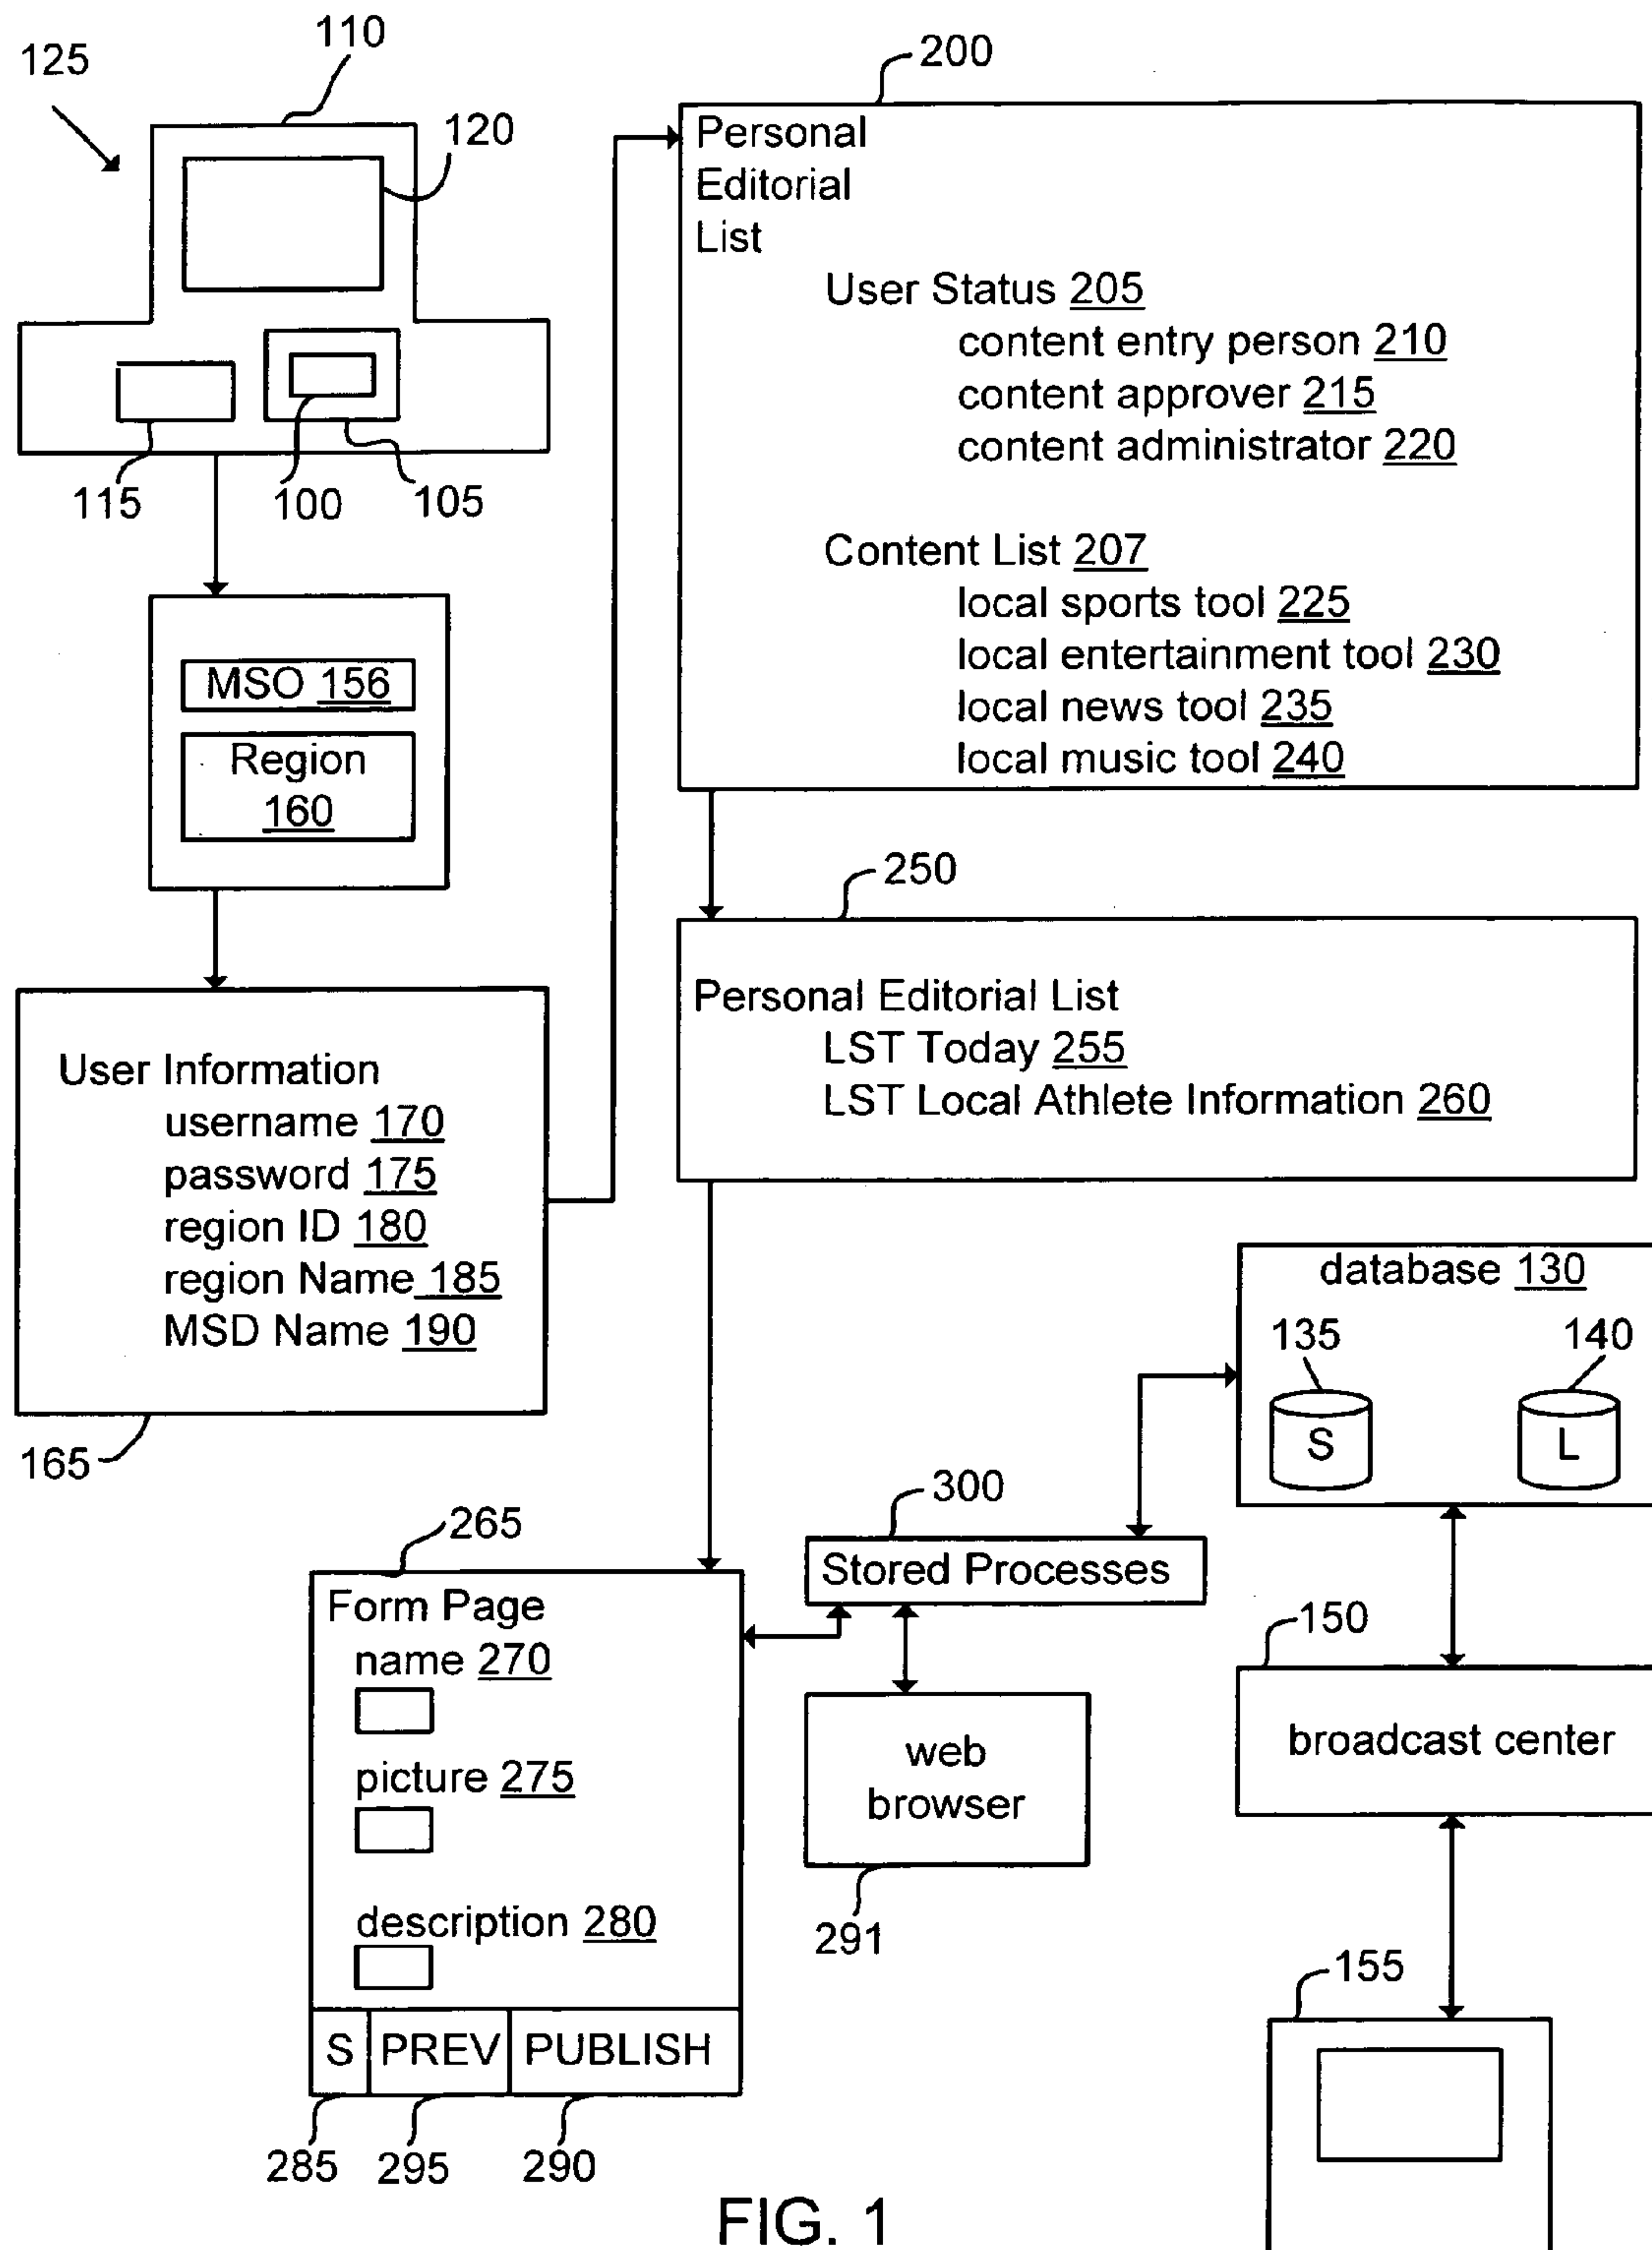 125
110
120
115
100
105
MSO 156
Region
160
User Information
username 170
password 175
region ID 180
region Name 185
MSD Name 190
165
200
Personal
Editorial
List
User Status 205
content entry person 210
content approver 215
content administrator 220
Content List 207
local sports tool 225
local entertainment tool 230
local news tool 235
local music tool 240
250
Personal Editorial List
LST Today 255
LST Local Athlete Information 260
database 130
135
140
S
L
300
Stored Processes
265
Form Page
name 270
picture 275
description 280
S PREV PUBLISH
285
295
290
web
browser
291
150
broadcast center
155
FIG. 1